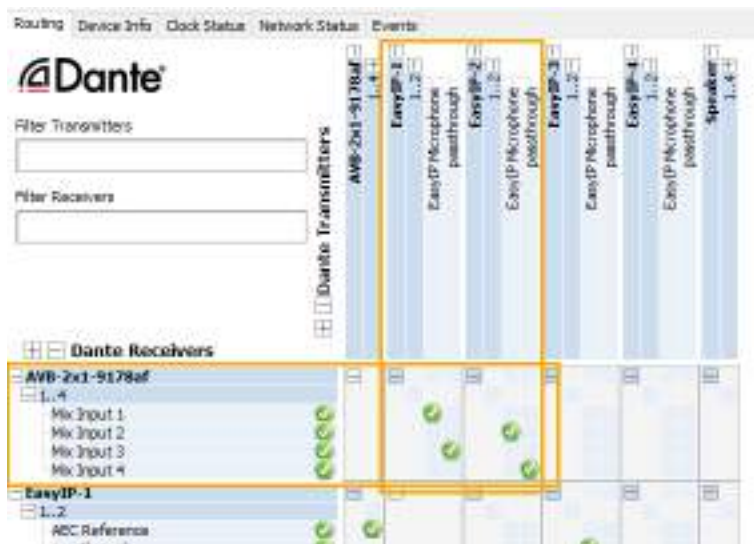 Routing Device Info Clock Status Network Status Events
Dante
Filter Transmitters
Filter Receivers
Dante Transmitters
AVB-2x1-9178af
1..4
EasyIP-1
1..2
EasyIP Microphone
passthrough
EasyIP-2
1..2
EasyIP Microphone
passthrough
EasyIP-3
1..2
EasyIP Microphone
passthrough
EasyIP-4
1..2
EasyIP Microphone
passthrough
Speaker
1..4
Dante Receivers
AVB-2x1-9178af
1..4
Mix Input 1
Mix Input 2
Mix Input 3
Mix Input 4
EasyIP-1
1..2
AEC Reference